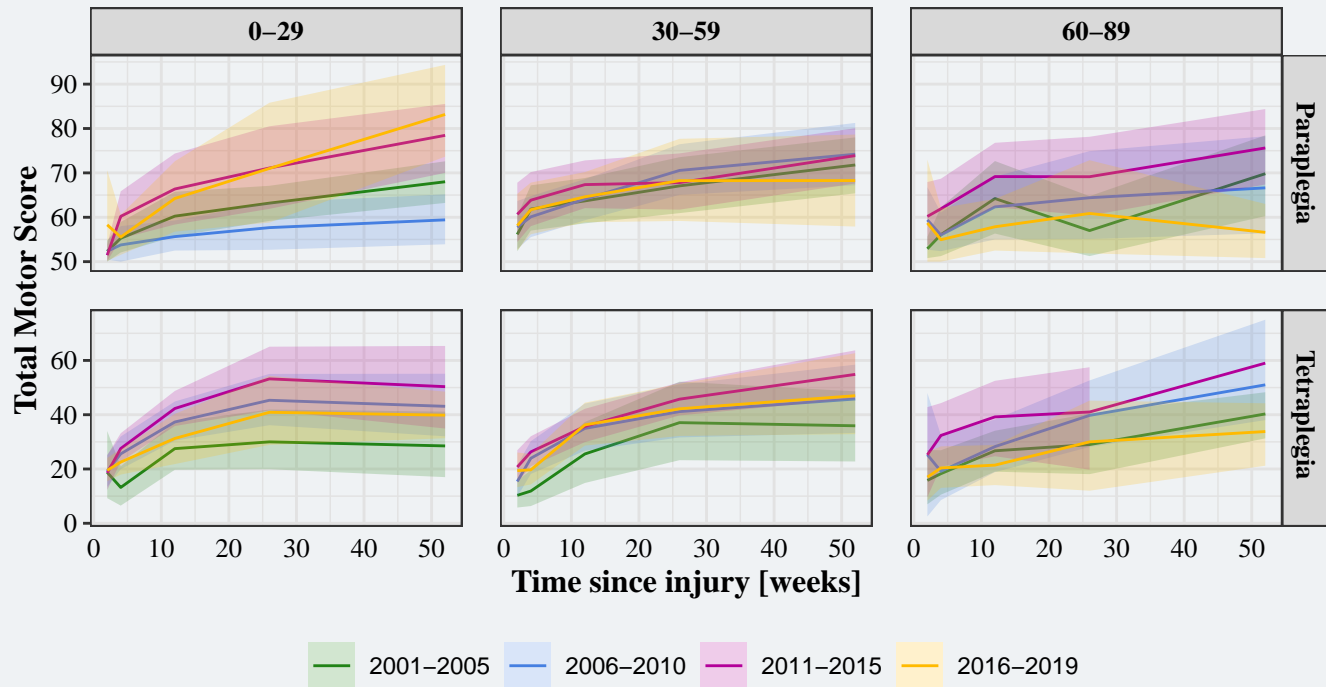 0–29 30–59 60–89
Total Motor Score
90
80
70
60
50
Paraplegia
60
40
20
0
Tetraplegia
0 10 20 30 40 50 0 10 20 30 40 50 0 10 20 30 40 50
Time since injury [weeks]
2001–2005 2006–2010 2011–2015 2016–2019